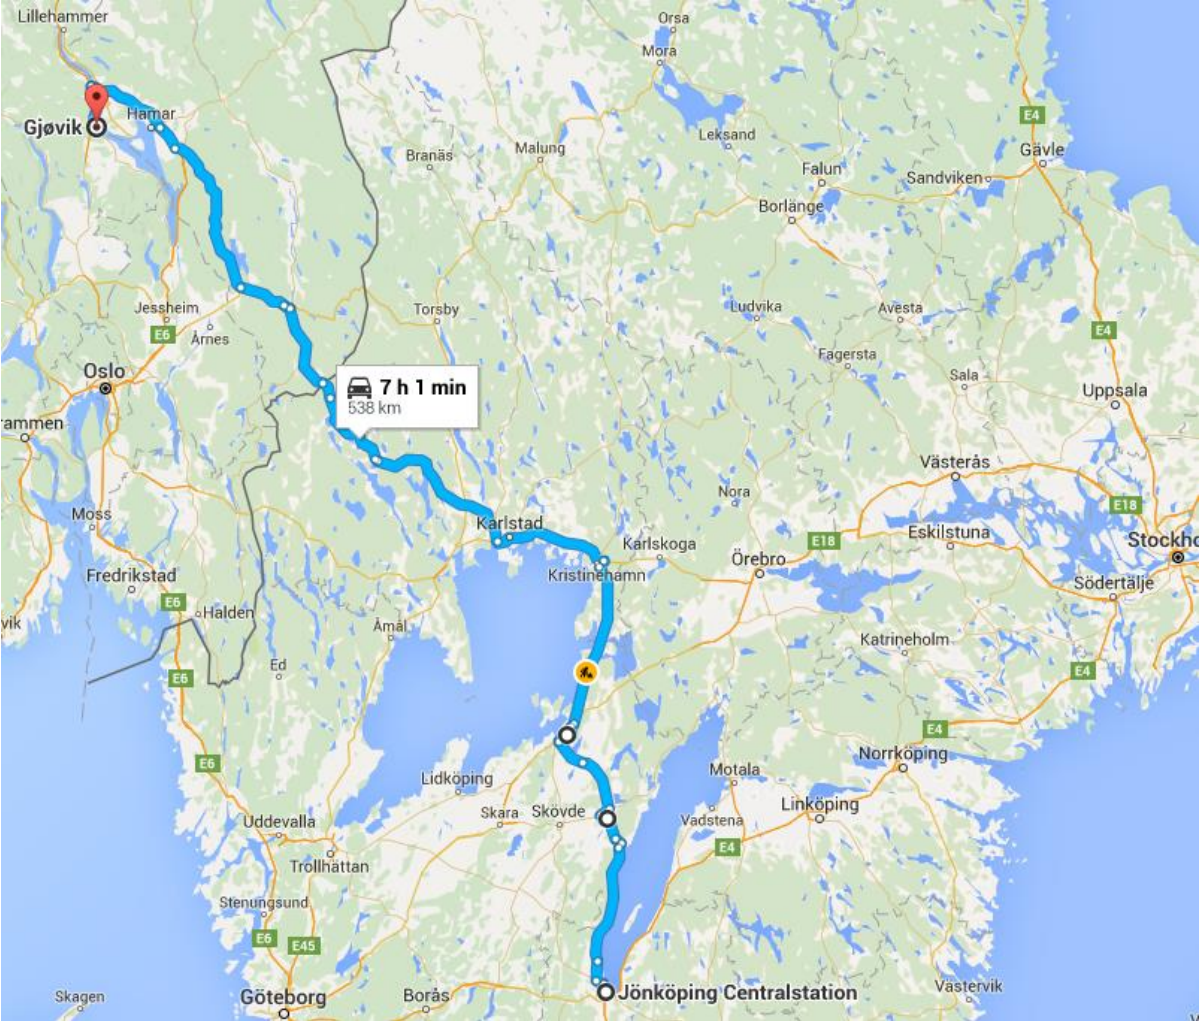 Lillehammer
Orsa
Mora
E4
Gjøvik
Hamar
Branäs
Malung
Leksand
Falun
Sandviken
Gävle
Borlänge
Jessheim
E6
Årnes
Torsby
Ludvika
Avesta
E4
Fagersta
Oslo
7 h 1 min
538 km
Sala
Uppsala
rammen
Västerås
Nora
E18
Moss
Karlstad
Karlskoga
E18
Eskilstuna
Stockho
Örebro
Fredrikstad
Kristinehamn
Södertälje
E6
Halden
vik
Åmål
Katrineholm
Ed
E6
E4
E4
E6
Norrköping
Lidköping
Motala
Linköping
Skara
Skövde
Vadstena
Uddevalla
E4
Trollhättan
Stenungsund
E6
E45
Skagen
Göteborg
Borås
Jönköping Centralstation
Västervik